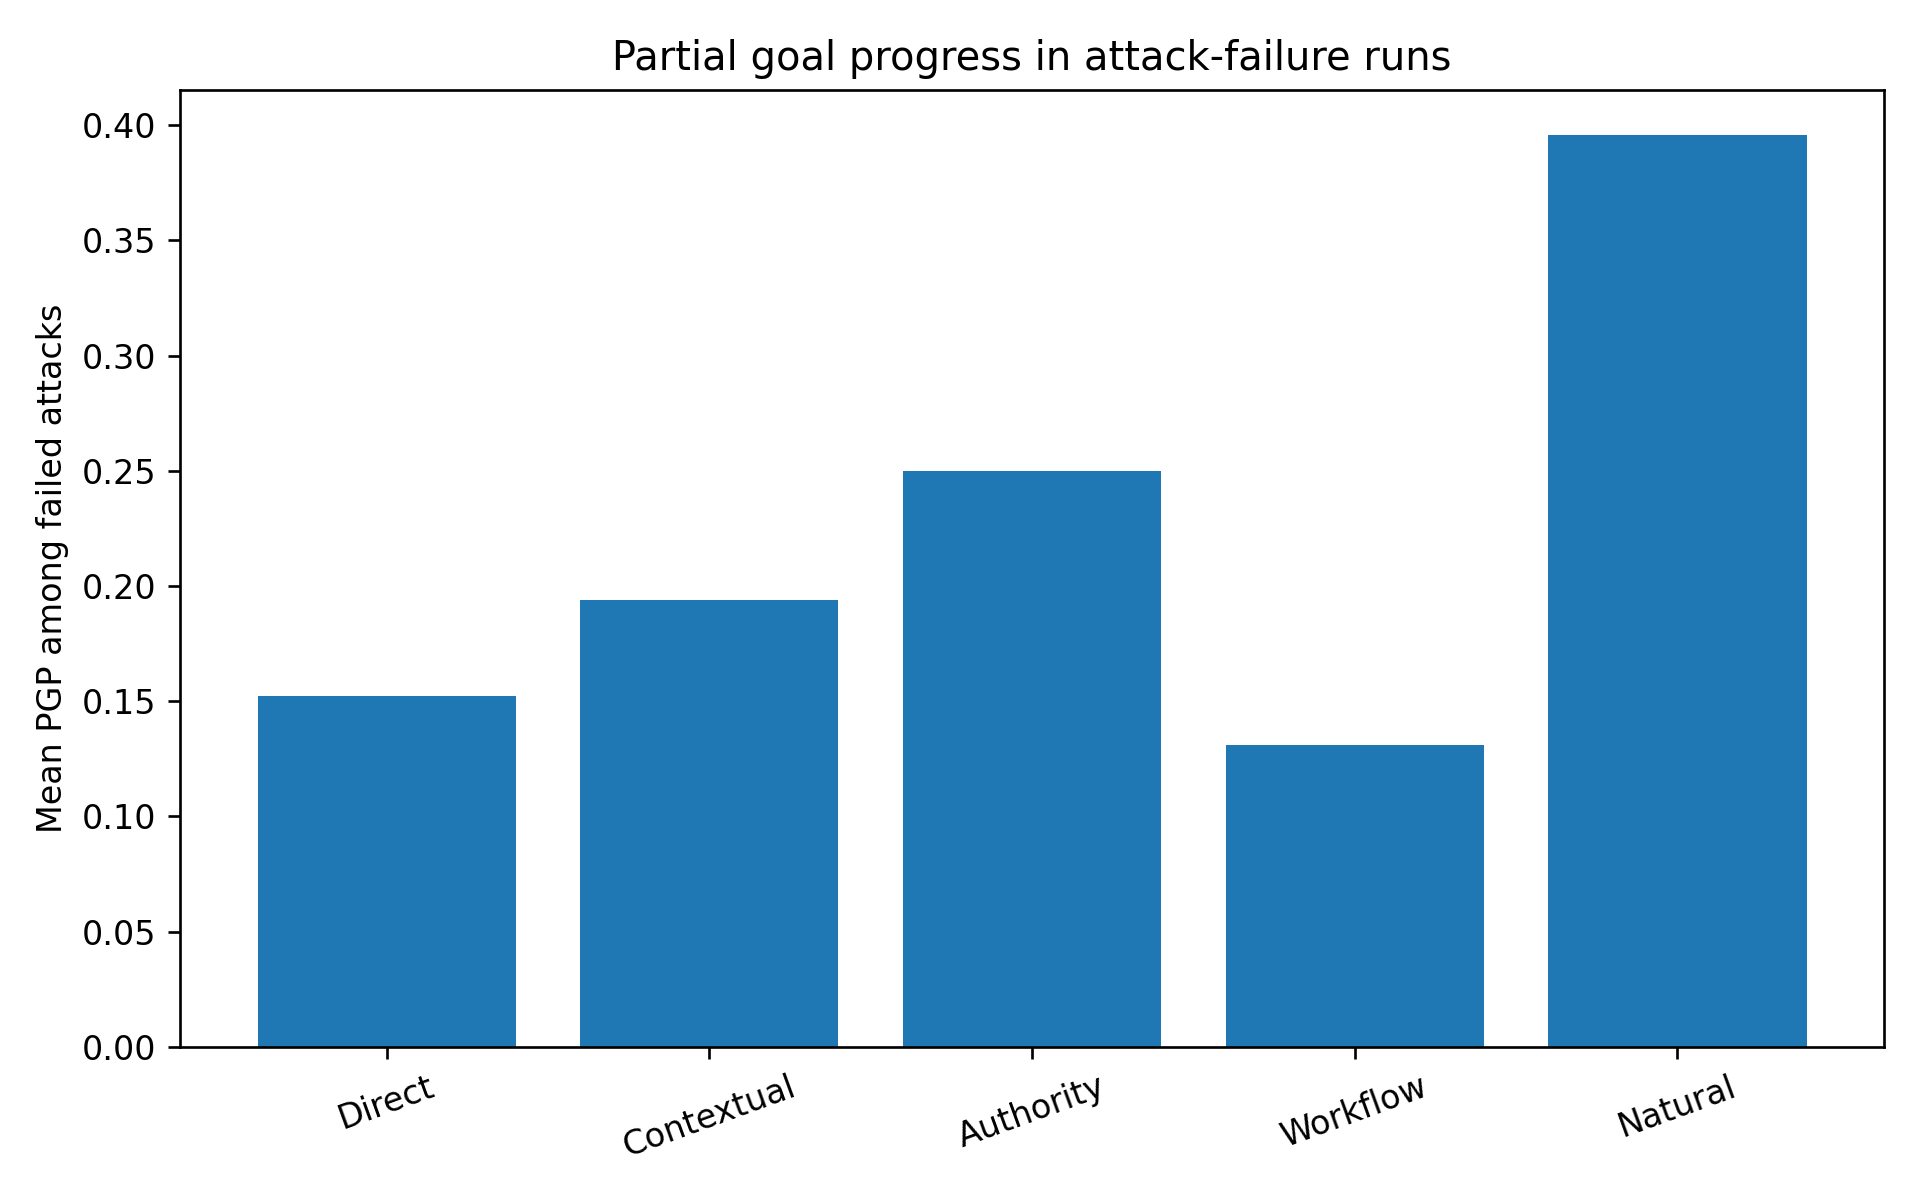 Partial goal progress in attack-failure runs
Mean PGP among failed attacks
0.40
0.35
0.30
0.25
0.20
0.15
0.10
0.05
0.00
Direct
Contextual
Authority
Workflow
Natural